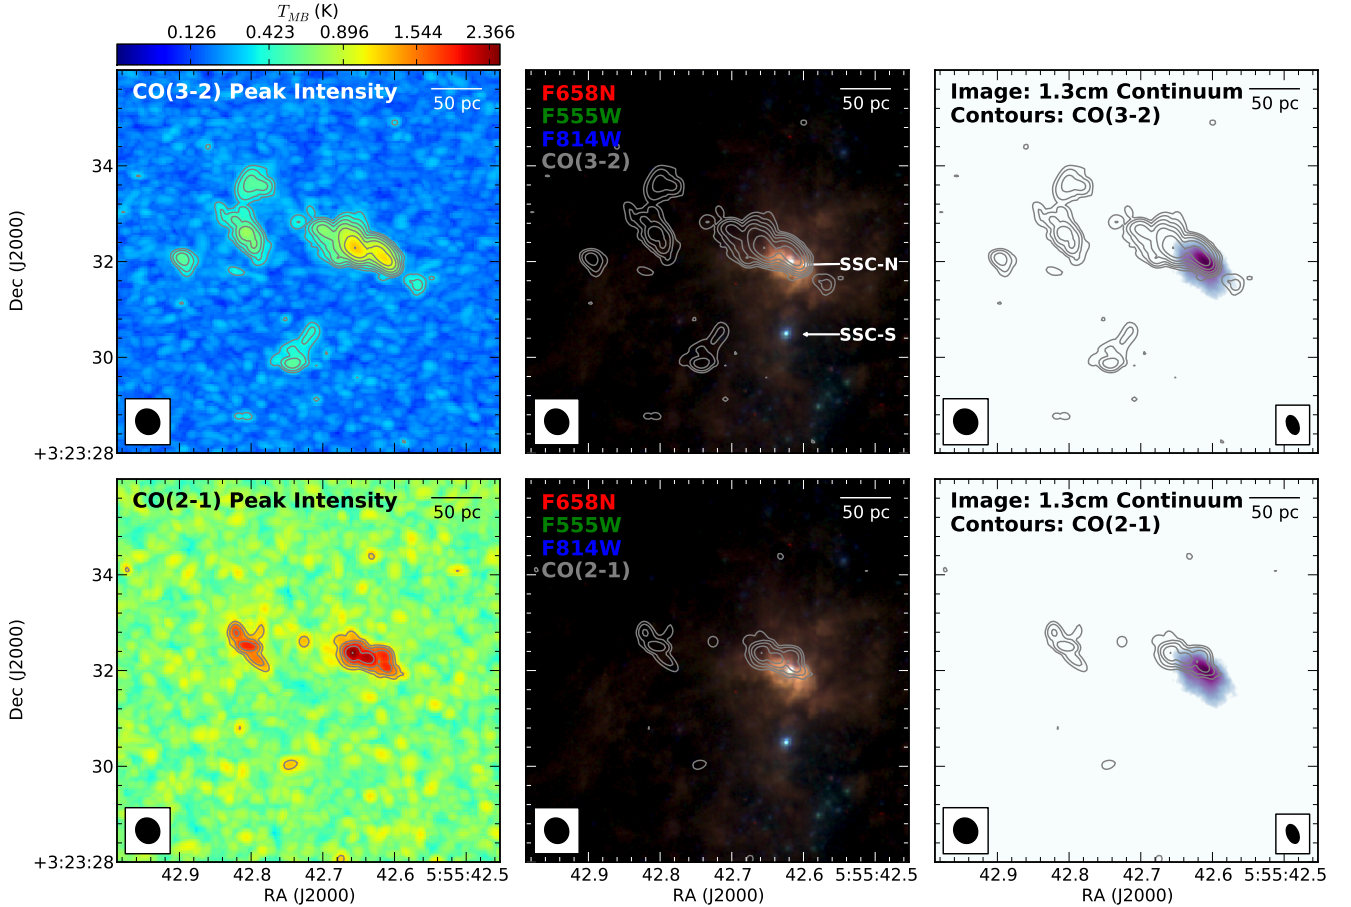 T_MB (K)
0.126 0.423 0.896 1.544 2.366
CO(3-2) Peak Intensity
50 pc
Dec (J2000)
34
32
30
+3:23:28
F658N
F555W
F814W
CO(3-2)
50 pc
SSC-N
SSC-S
Image: 1.3cm Continuum
Contours: CO(3-2)
50 pc
CO(2-1) Peak Intensity
50 pc
Dec (J2000)
34
32
30
+3:23:28
42.9 42.8 42.7 42.6 5:55:42.5
RA (J2000)
F658N
F555W
F814W
CO(2-1)
50 pc
42.9 42.8 42.7 42.6 5:55:42.5
RA (J2000)
Image: 1.3cm Continuum
Contours: CO(2-1)
50 pc
42.9 42.8 42.7 42.6 5:55:42.5
RA (J2000)